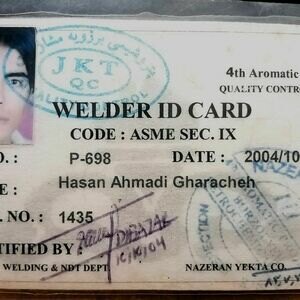 JKT
QC
4th Aromatic
QUALITY CONTR
WELDER ID CARD
CODE : ASME SEC. IX
O.: P-698 DATE : 2004/10
E : Hasan Ahmadi Gharacheh
. NO. : 1435
TIFIED BY :
WELDING & NDT DEPT. NAZERAN YEKTA CO.